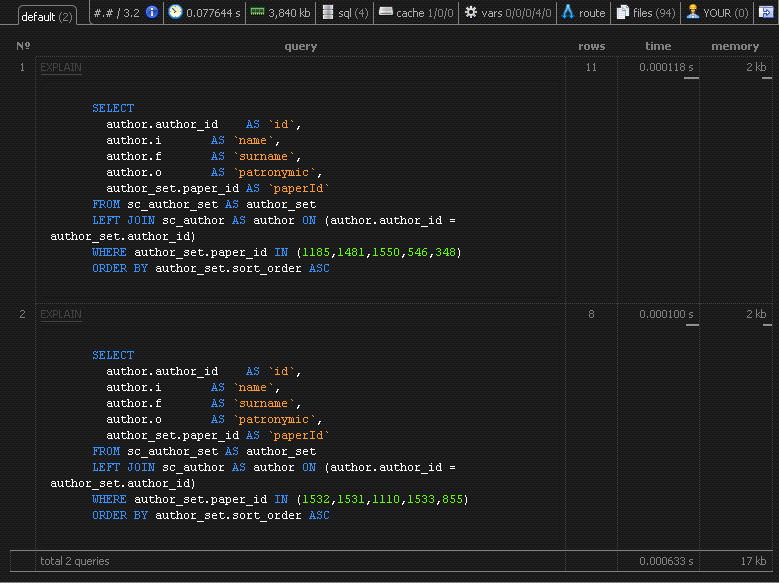 default (2) #.# / 3.2 0.077644 s 3,840 kb sql (4) cache 1/0/0 vars 0/0/0/4/0 route files (94) YOUR (0)
№ query rows time memory
1 EXPLAIN 11 0.000118 s 2 kb
SELECT
author.author_id AS `id`,
author.i AS `name`,
author.f AS `surname`,
author.o AS `patronymic`,
author_set.paper_id AS `paperId`
FROM sc_author_set AS author_set
LEFT JOIN sc_author AS author ON (author.author_id =
author_set.author_id)
WHERE author_set.paper_id IN (1185,1481,1550,546,348)
ORDER BY author_set.sort_order ASC
2 EXPLAIN 8 0.000100 s 2 kb
SELECT
author.author_id AS `id`,
author.i AS `name`,
author.f AS `surname`,
author.o AS `patronymic`,
author_set.paper_id AS `paperId`
FROM sc_author_set AS author_set
LEFT JOIN sc_author AS author ON (author.author_id =
author_set.author_id)
WHERE author_set.paper_id IN (1532,1531,1110,1533,855)
ORDER BY author_set.sort_order ASC
total 2 queries 0.000633 s 17 kb